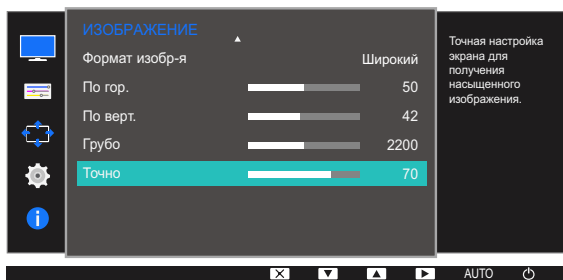 ИЗОБРАЖЕНИЕ
Формат изобр-я Широкий
По гор. 50
По верт. 42
Грубо 2200
Точно 70
Точная настройка
экрана для
получения
насыщенного
изображения.
AUTO